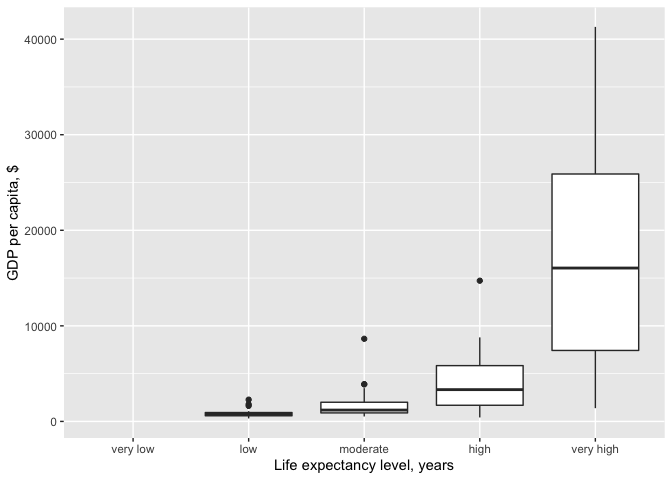 40000
30000
20000
10000
0
GDP per capita, $
very low low moderate high very high
Life expectancy level, years